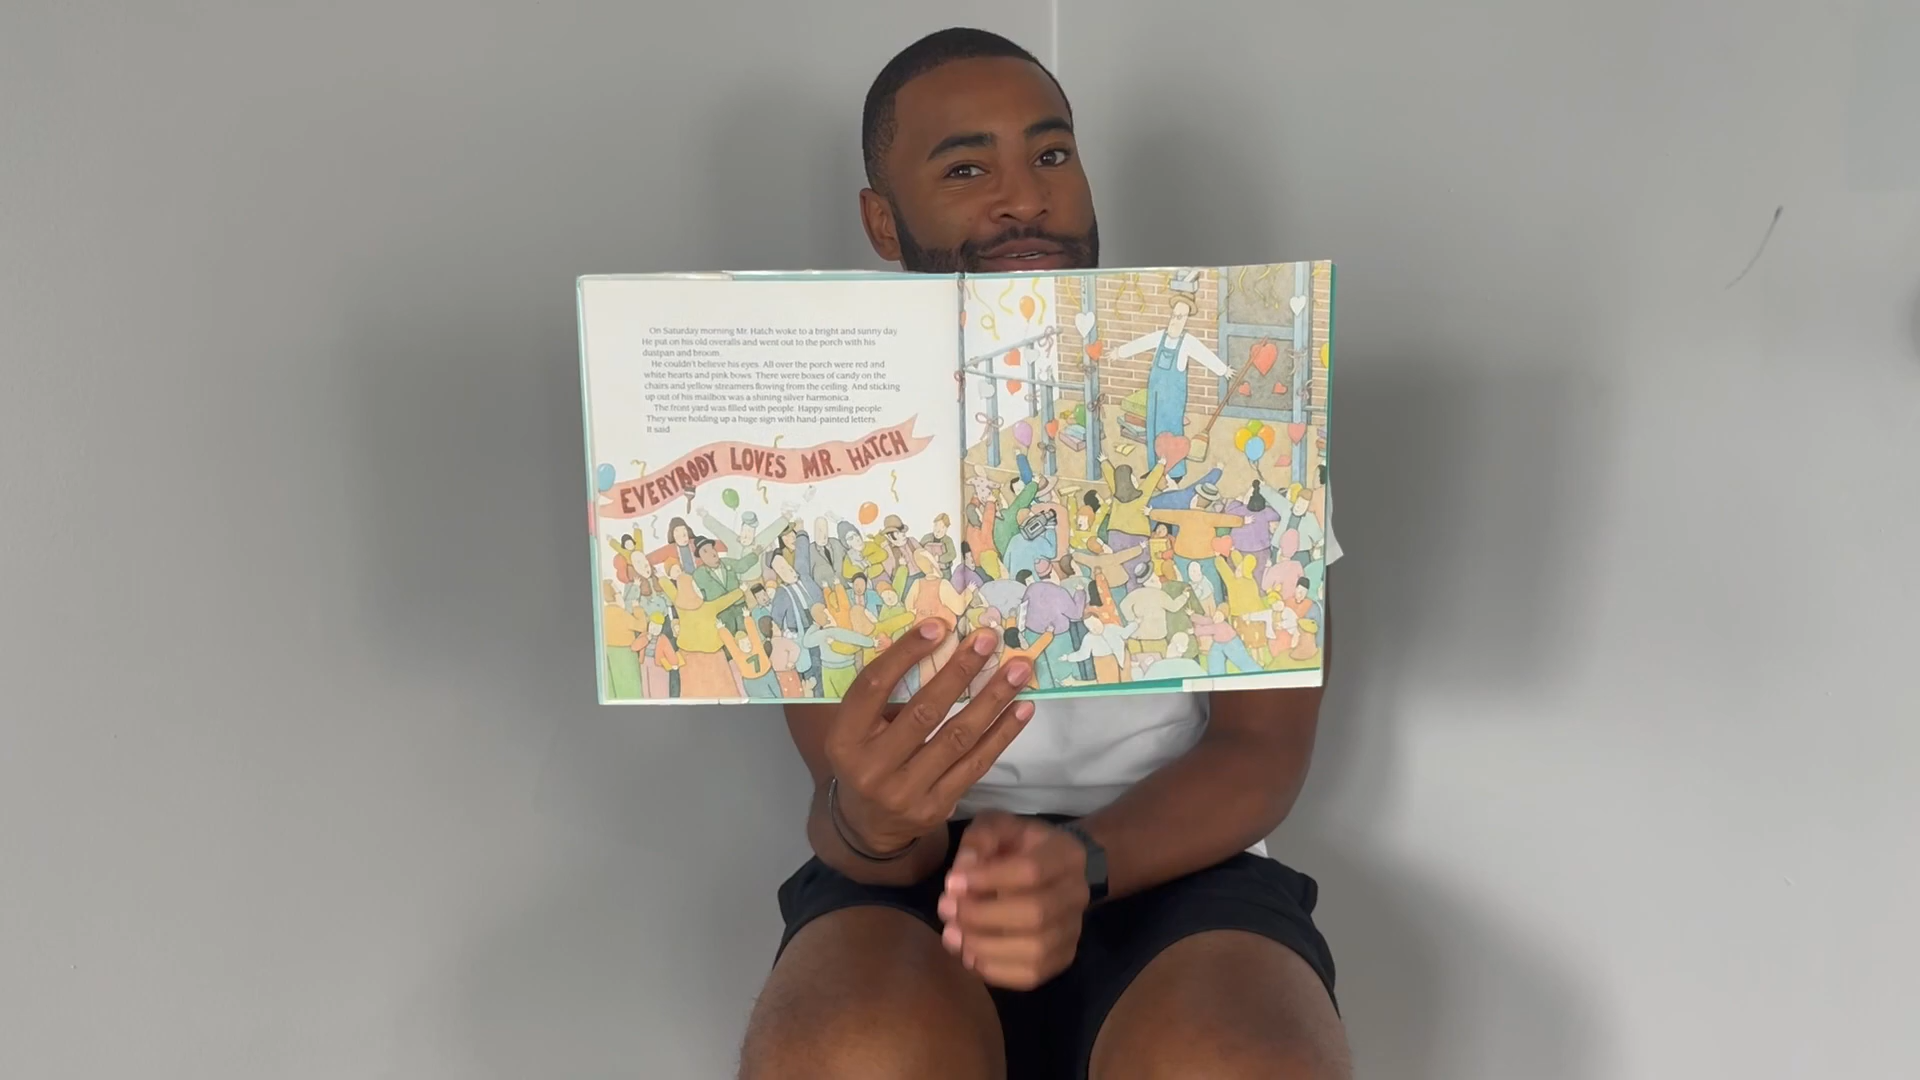 On Saturday morning Mr. Hatch woke to a bright and sunny day
He put on his old overalls and went out to the porch with his
dustpan and broom.
He couldn't believe his eyes. All over the porch were red and
white hearts and pink bows. There were boxes of candy on the
chairs and yellow streamers flowing from the ceiling. And sticking
up out of his mailbox was a shining silver harmonica
The front yard was filled with people. Happy smiling people
They were holding up a huge sign with hand-painted letters
It said
EVERYBODY LOVES MR. HATCH
7